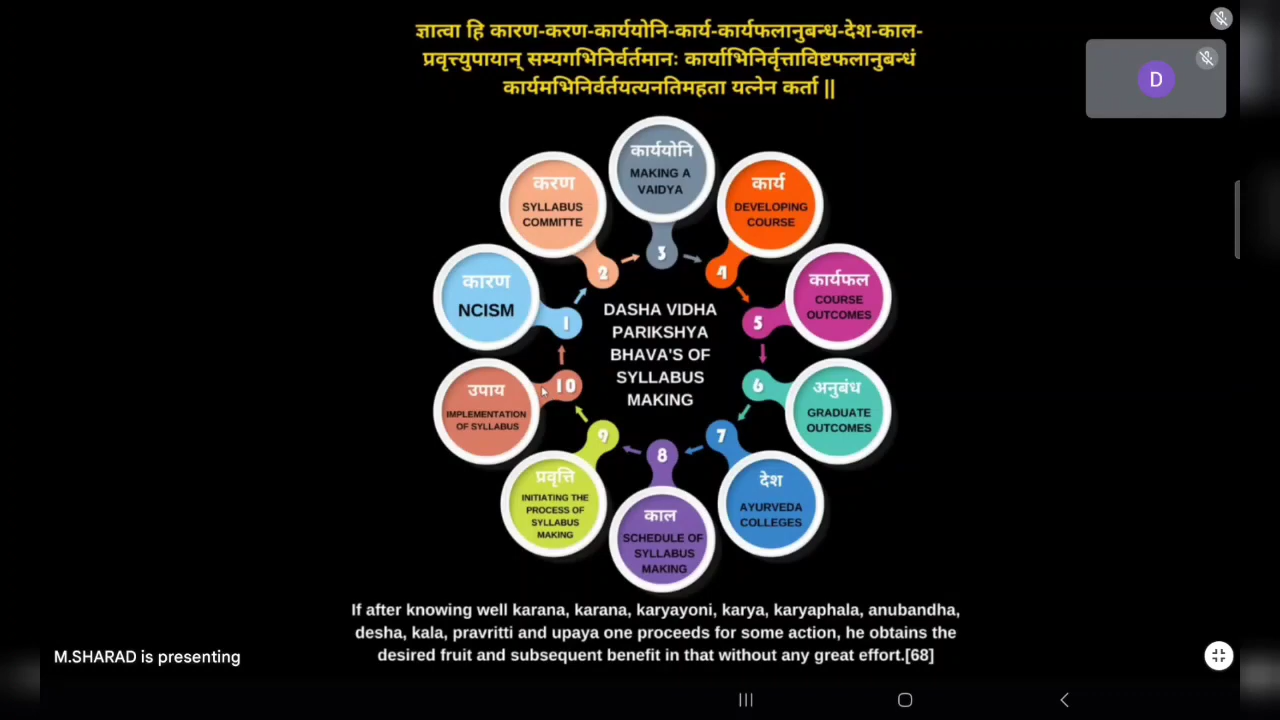 ज्ञात्वा हि कारण-करण-कार्ययोनि-कार्य-कार्यफलानुबन्ध-देश-काल-
प्रवृत्त्युपायान् सम्यगभिनिर्वर्तमानः कार्याभिनिर्वृत्ताविष्टफलानुबन्धं
कार्यमभिनिर्वर्तयत्यनतिमहता यत्नेन कर्ता ||
D
कार्ययोनि
MAKING A
VAIDYA
3
कार्य
DEVELOPING
COURSE
4
कार्यफल
COURSE
OUTCOMES
5
अनुबंध
GRADUATE
OUTCOMES
6
देश
AYURVEDA
COLLEGES
7
काल
SCHEDULE OF
SYLLABUS
MAKING
8
प्रवृत्ति
INITIATING THE
PROCESS OF
SYLLABUS
MAKING
9
उपाय
IMPLEMENTATION
OF SYLLABUS
10
कारण
NCISM
1
करण
SYLLABUS
COMMITTE
2
DASHA VIDHA
PARIKSHYA
BHAVA'S OF
SYLLABUS
MAKING
If after knowing well karana, karana, karyayoni, karya, karyaphala, anubandha,
desha, kala, pravritti and upaya one proceeds for some action, he obtains the
desired fruit and subsequent benefit in that without any great effort.[68]
M.SHARAD is presenting